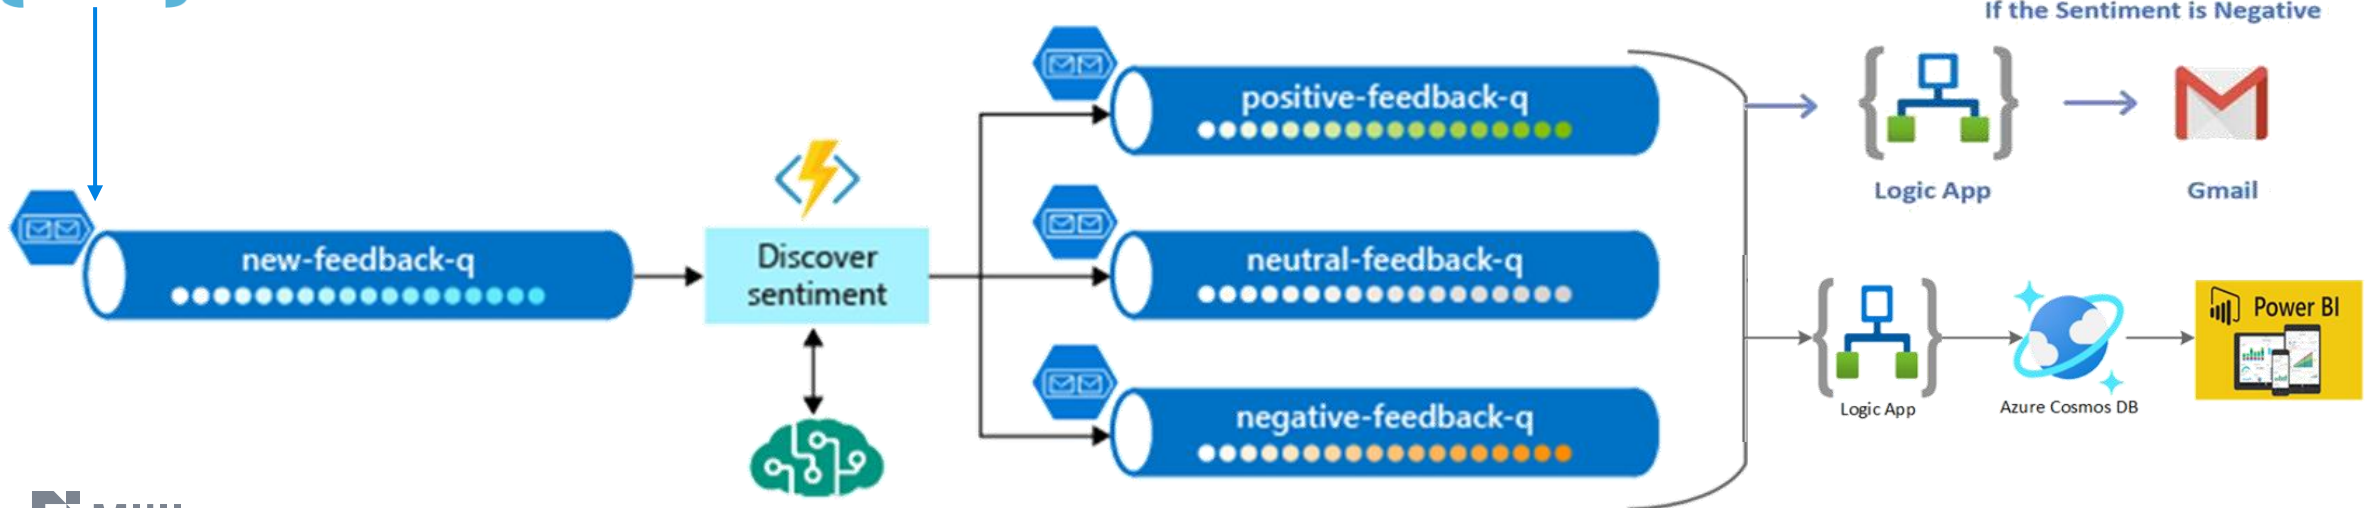 If the Sentiment is Negative
positive-feedback-q
Logic App
Gmail
new-feedback-q
Discover
sentiment
neutral-feedback-q
Power BI
Logic App
Azure Cosmos DB
negative-feedback-q